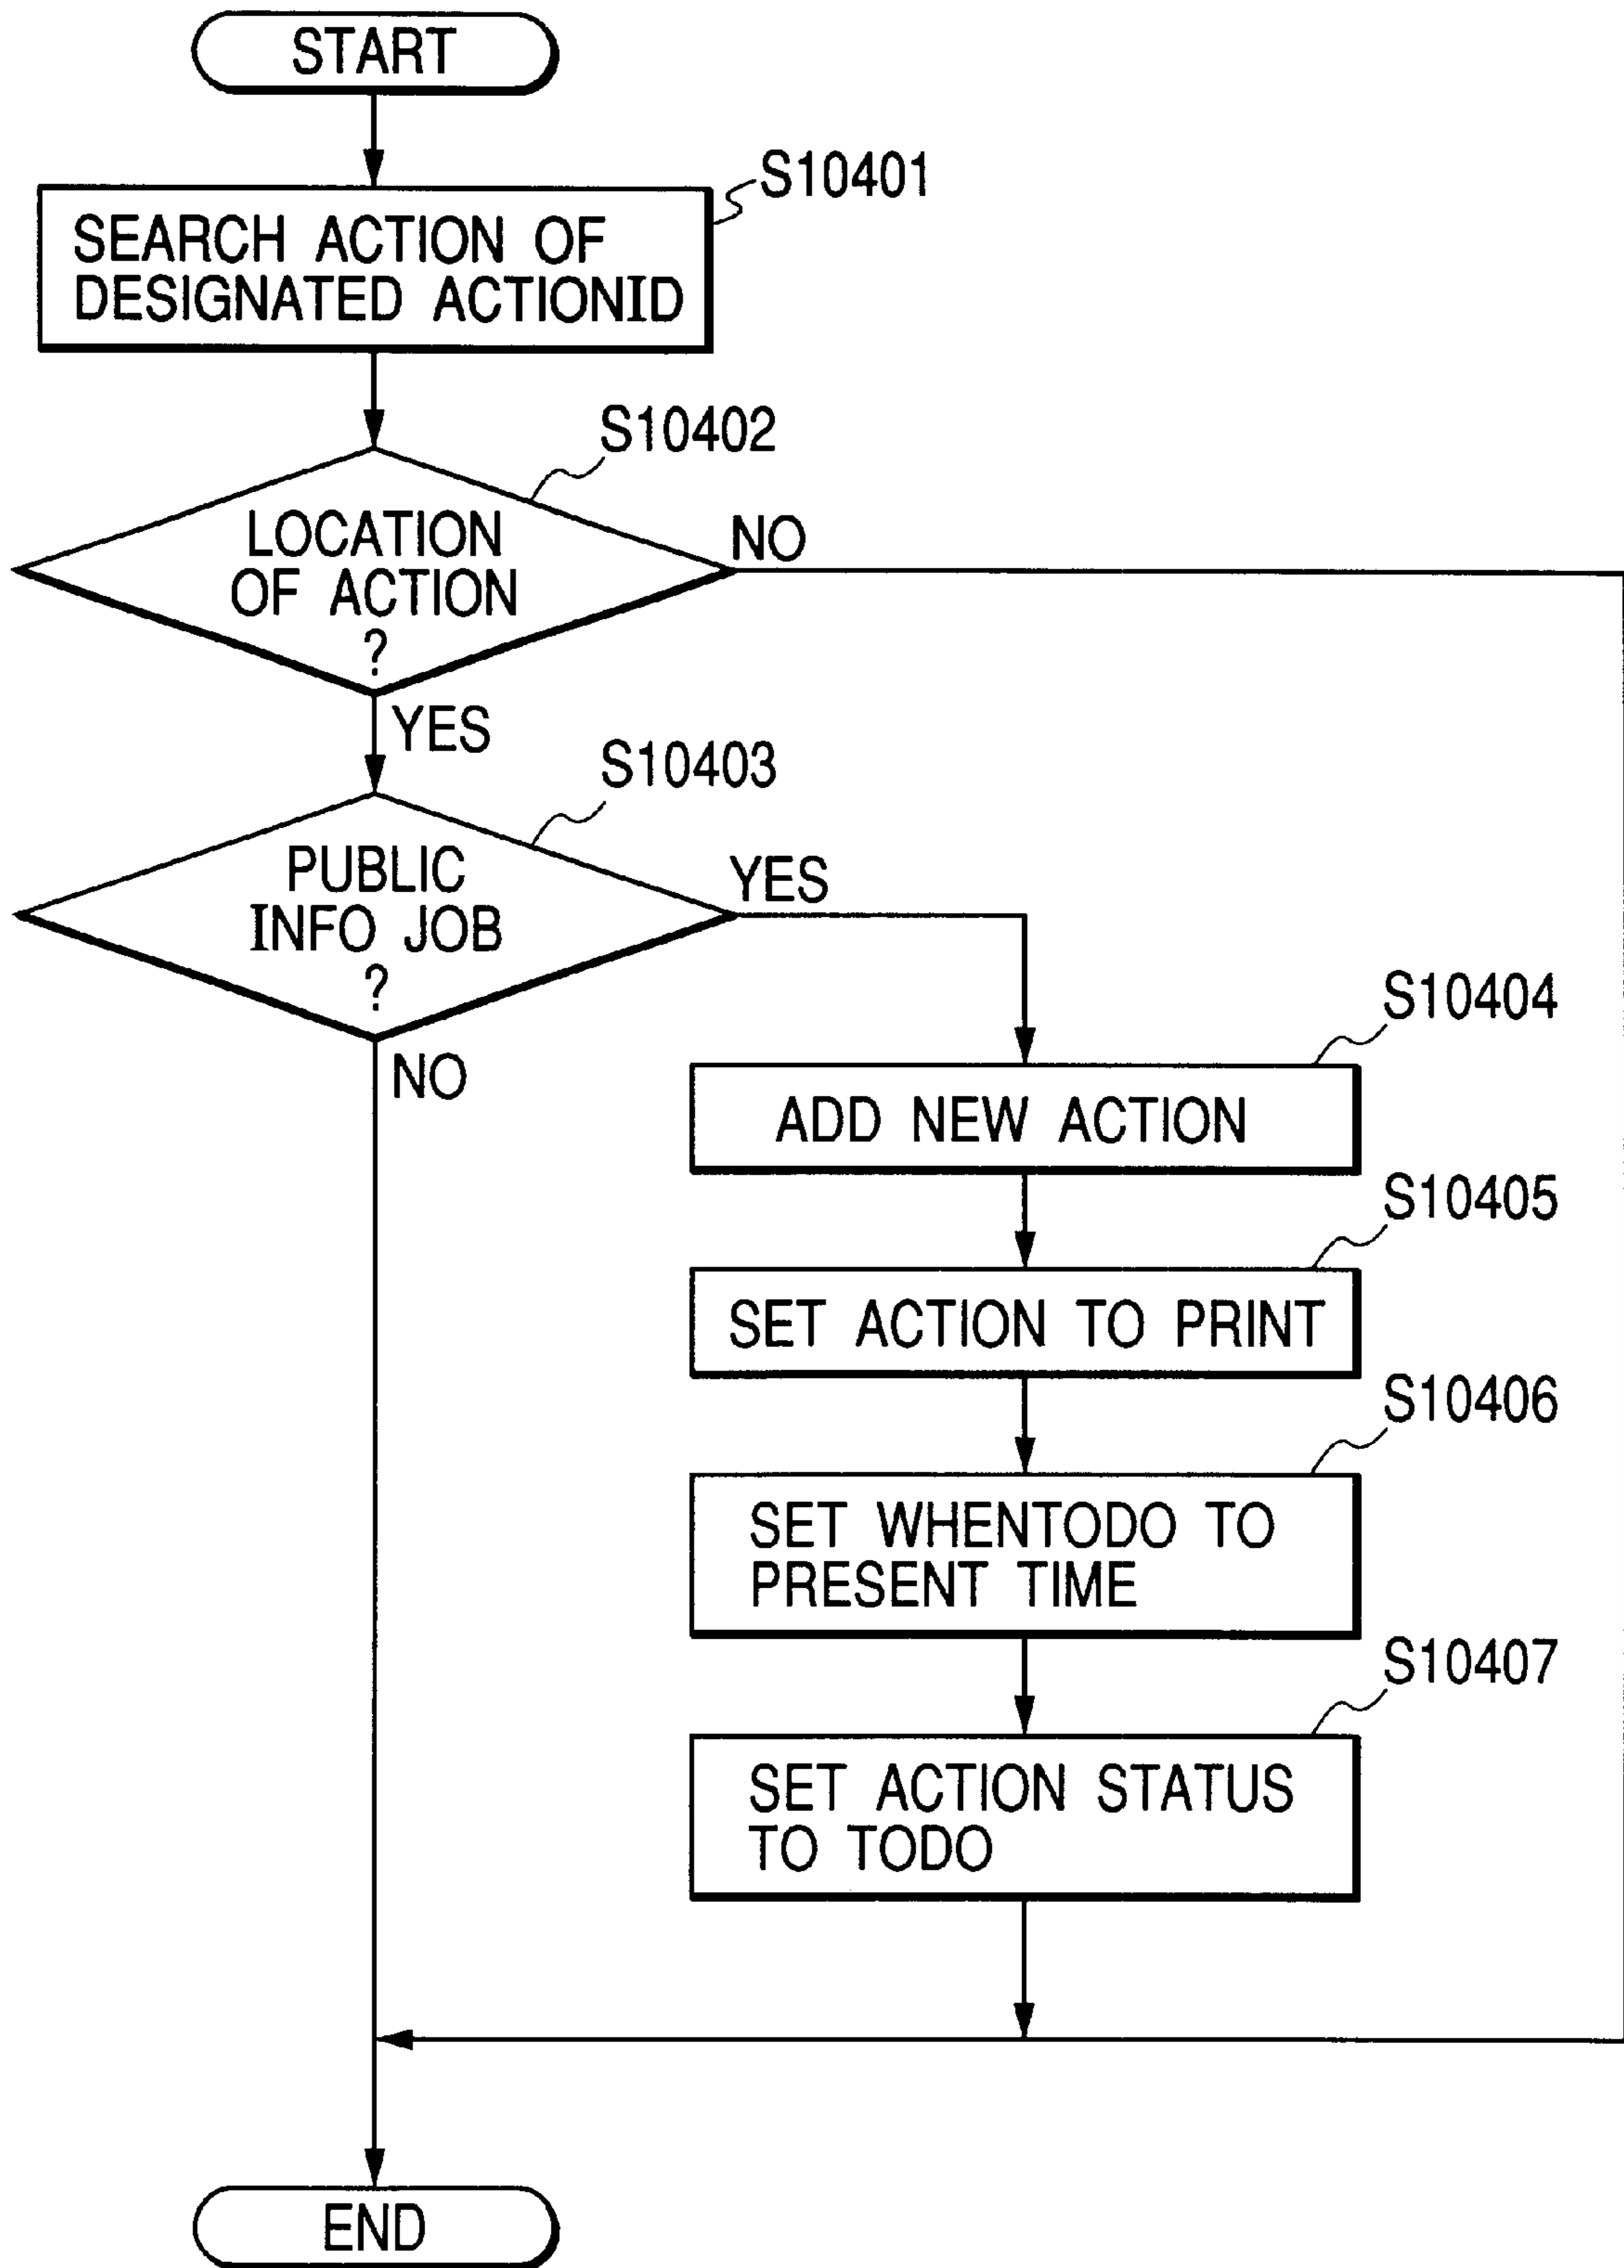 START
S10401
SEARCH ACTION OF
DESIGNATED ACTIONID
S10402
LOCATION
OF ACTION
?
NO
YES
S10403
PUBLIC
INFO JOB
?
YES
NO
S10404
ADD NEW ACTION
S10405
SET ACTION TO PRINT
S10406
SET WHENTODO TO
PRESENT TIME
S10407
SET ACTION STATUS
TO TODO
END